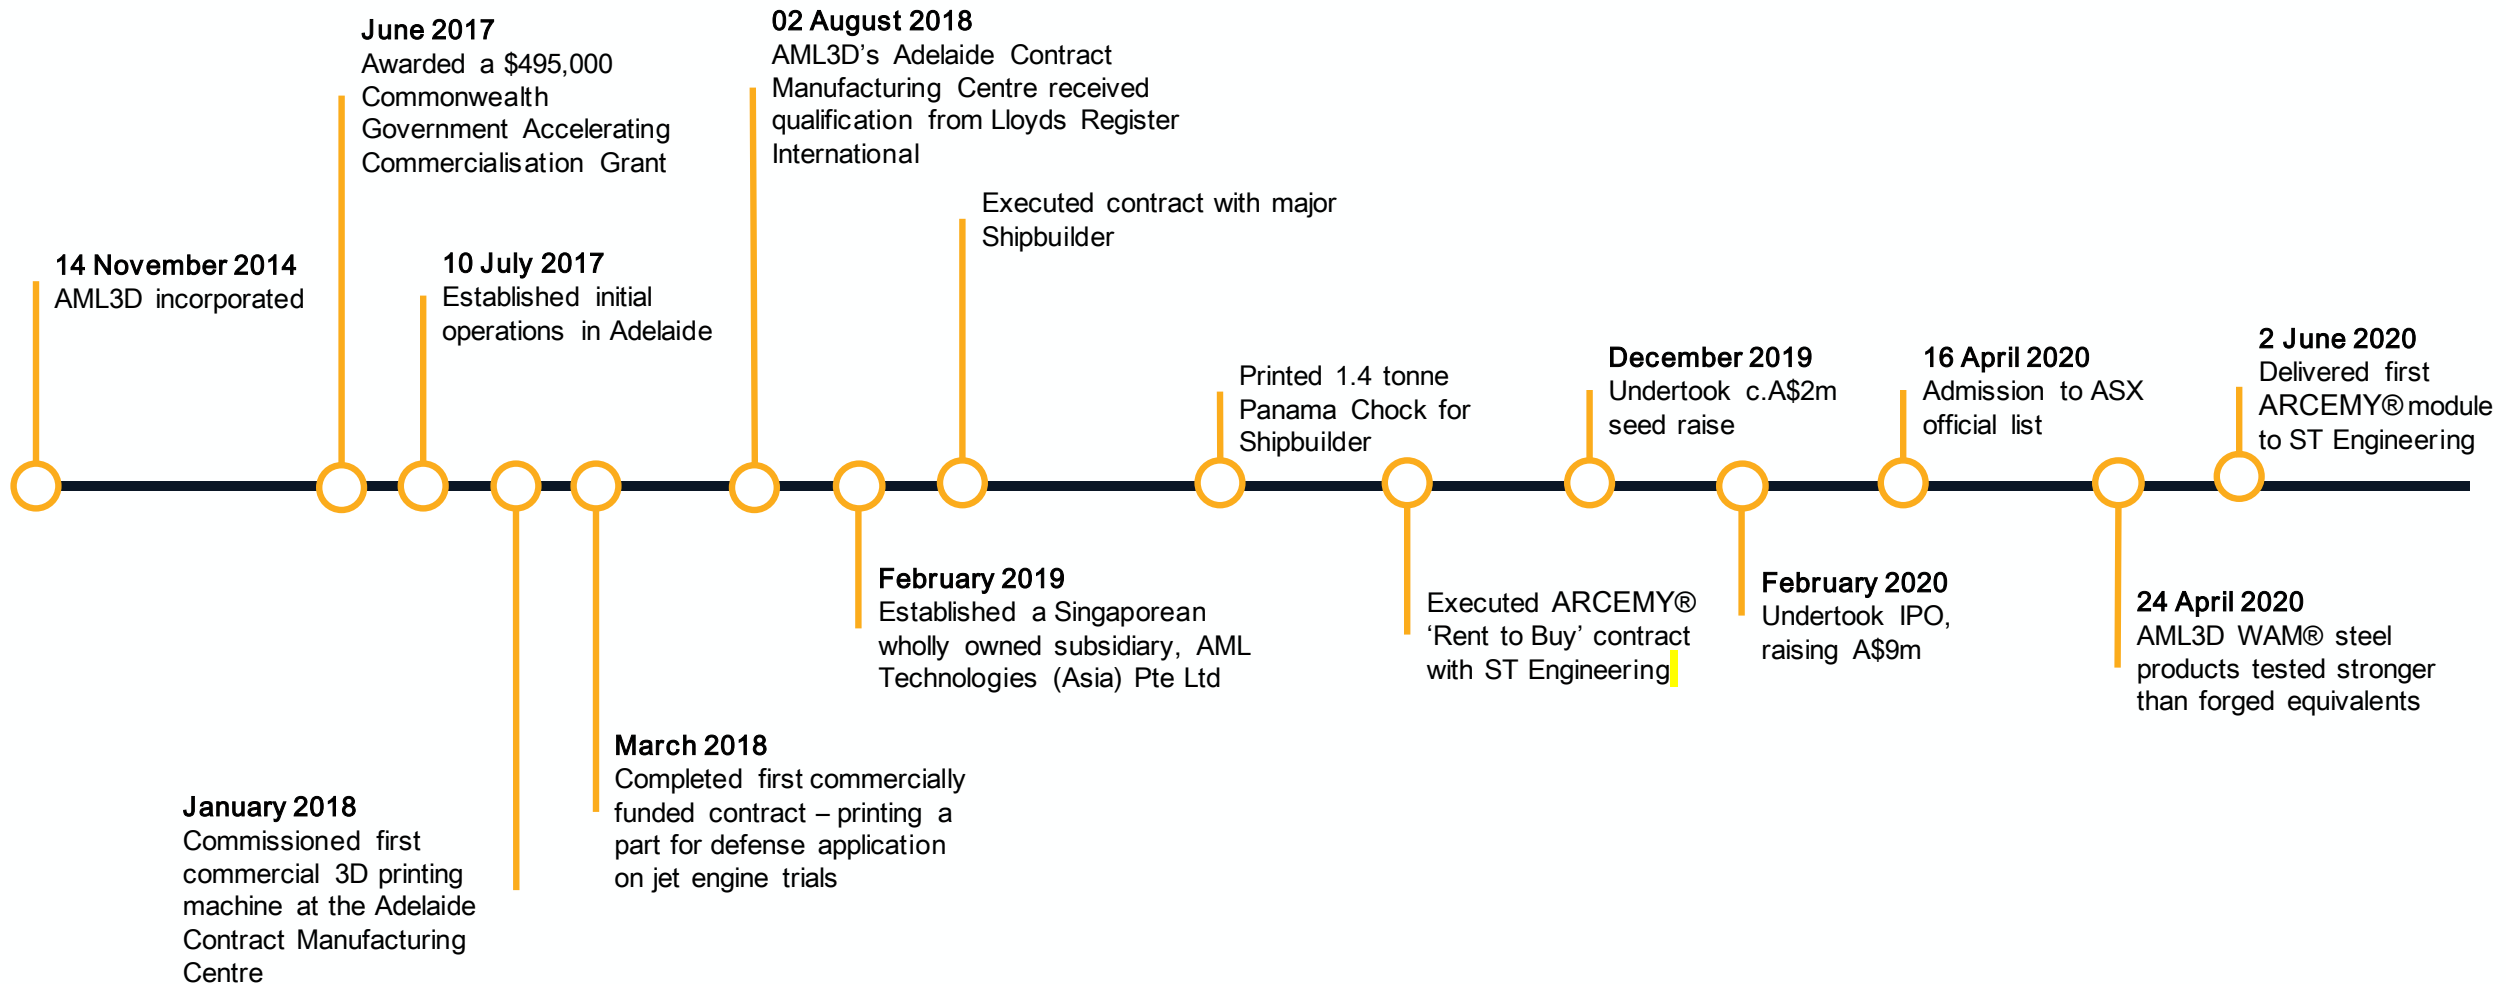 14 November 2014
AML3D incorporated
June 2017
Awarded a $495,000
Commonwealth
Government Accelerating
Commercialisation Grant
10 July 2017
Established initial
operations in Adelaide
January 2018
Commissioned first
commercial 3D printing
machine at the Adelaide
Contract Manufacturing
Centre
March 2018
Completed first commercially
funded contract – printing a
part for defense application
on jet engine trials
02 August 2018
AML3D’s Adelaide Contract
Manufacturing Centre received
qualification from Lloyds Register
International
February 2019
Established a Singaporean
wholly owned subsidiary, AML
Technologies (Asia) Pte Ltd
Executed contract with major
Shipbuilder
Printed 1.4 tonne
Panama Chock for
Shipbuilder
Executed ARCEMY®
‘Rent to Buy’ contract
with ST Engineering
December 2019
Undertook c.A$2m
seed raise
February 2020
Undertook IPO,
raising A$9m
16 April 2020
Admission to ASX
official list
24 April 2020
AML3D WAM® steel
products tested stronger
than forged equivalents
2 June 2020
Delivered first
ARCEMY® module
to ST Engineering